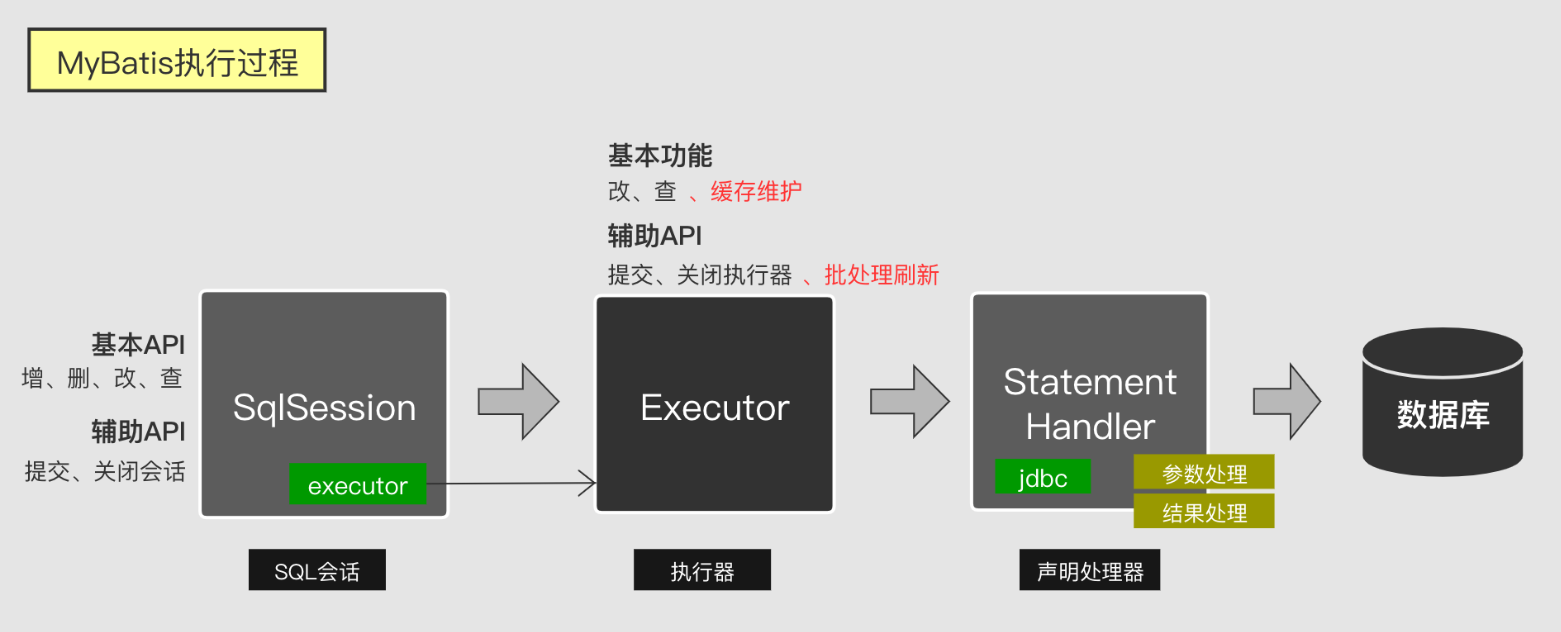 MyBatis执行过程
基本功能
改、查 、缓存维护
辅助API
提交、关闭执行器 、批处理刷新
基本API
增、删、改、查
辅助API
提交、关闭会话
SqlSession
executor
Executor
Statement
Handler
jdbc
参数处理
结果处理
数据库
SQL会话
执行器
声明处理器